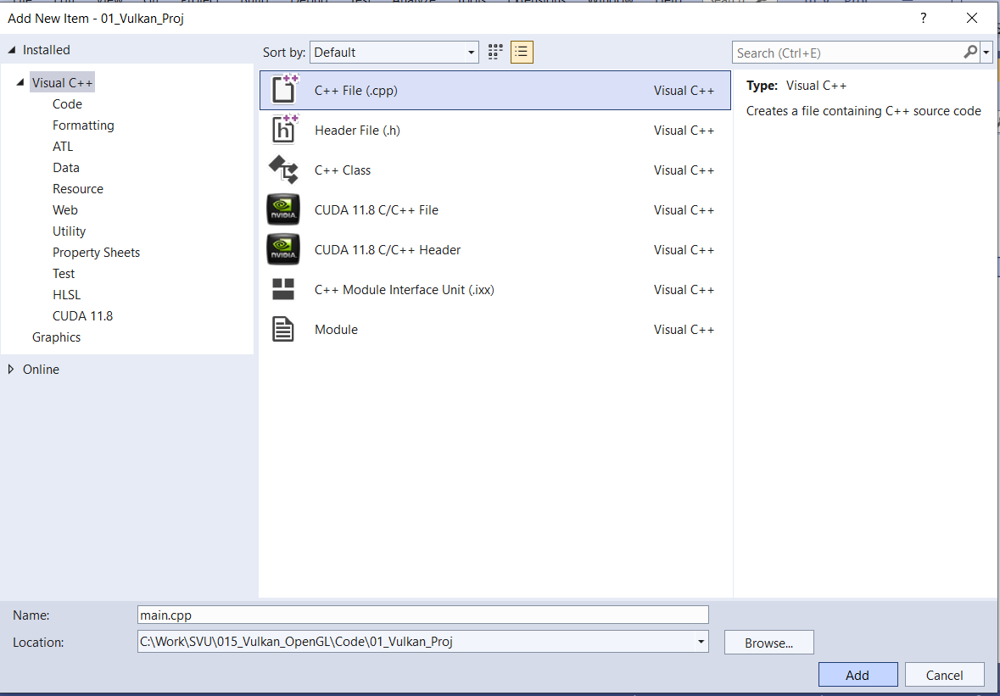 Add New Item - 01_Vulkan_Proj
?
Installed
Sort by: Default
Search (Ctrl+E)
Visual C++
Code
Formatting
ATL
Data
Resource
Web
Utility
Property Sheets
Test
HLSL
CUDA 11.8
Graphics
Online
C++ File (.cpp) Visual C++
Header File (.h) Visual C++
C++ Class Visual C++
CUDA 11.8 C/C++ File Visual C++
CUDA 11.8 C/C++ Header Visual C++
C++ Module Interface Unit (.ixx) Visual C++
Module Visual C++
Type: Visual C++
Creates a file containing C++ source code
Name: main.cpp
Location: C:\Work\SVU\015_Vulkan_OpenGL\Code\01_Vulkan_Proj
Browse...
Add
Cancel